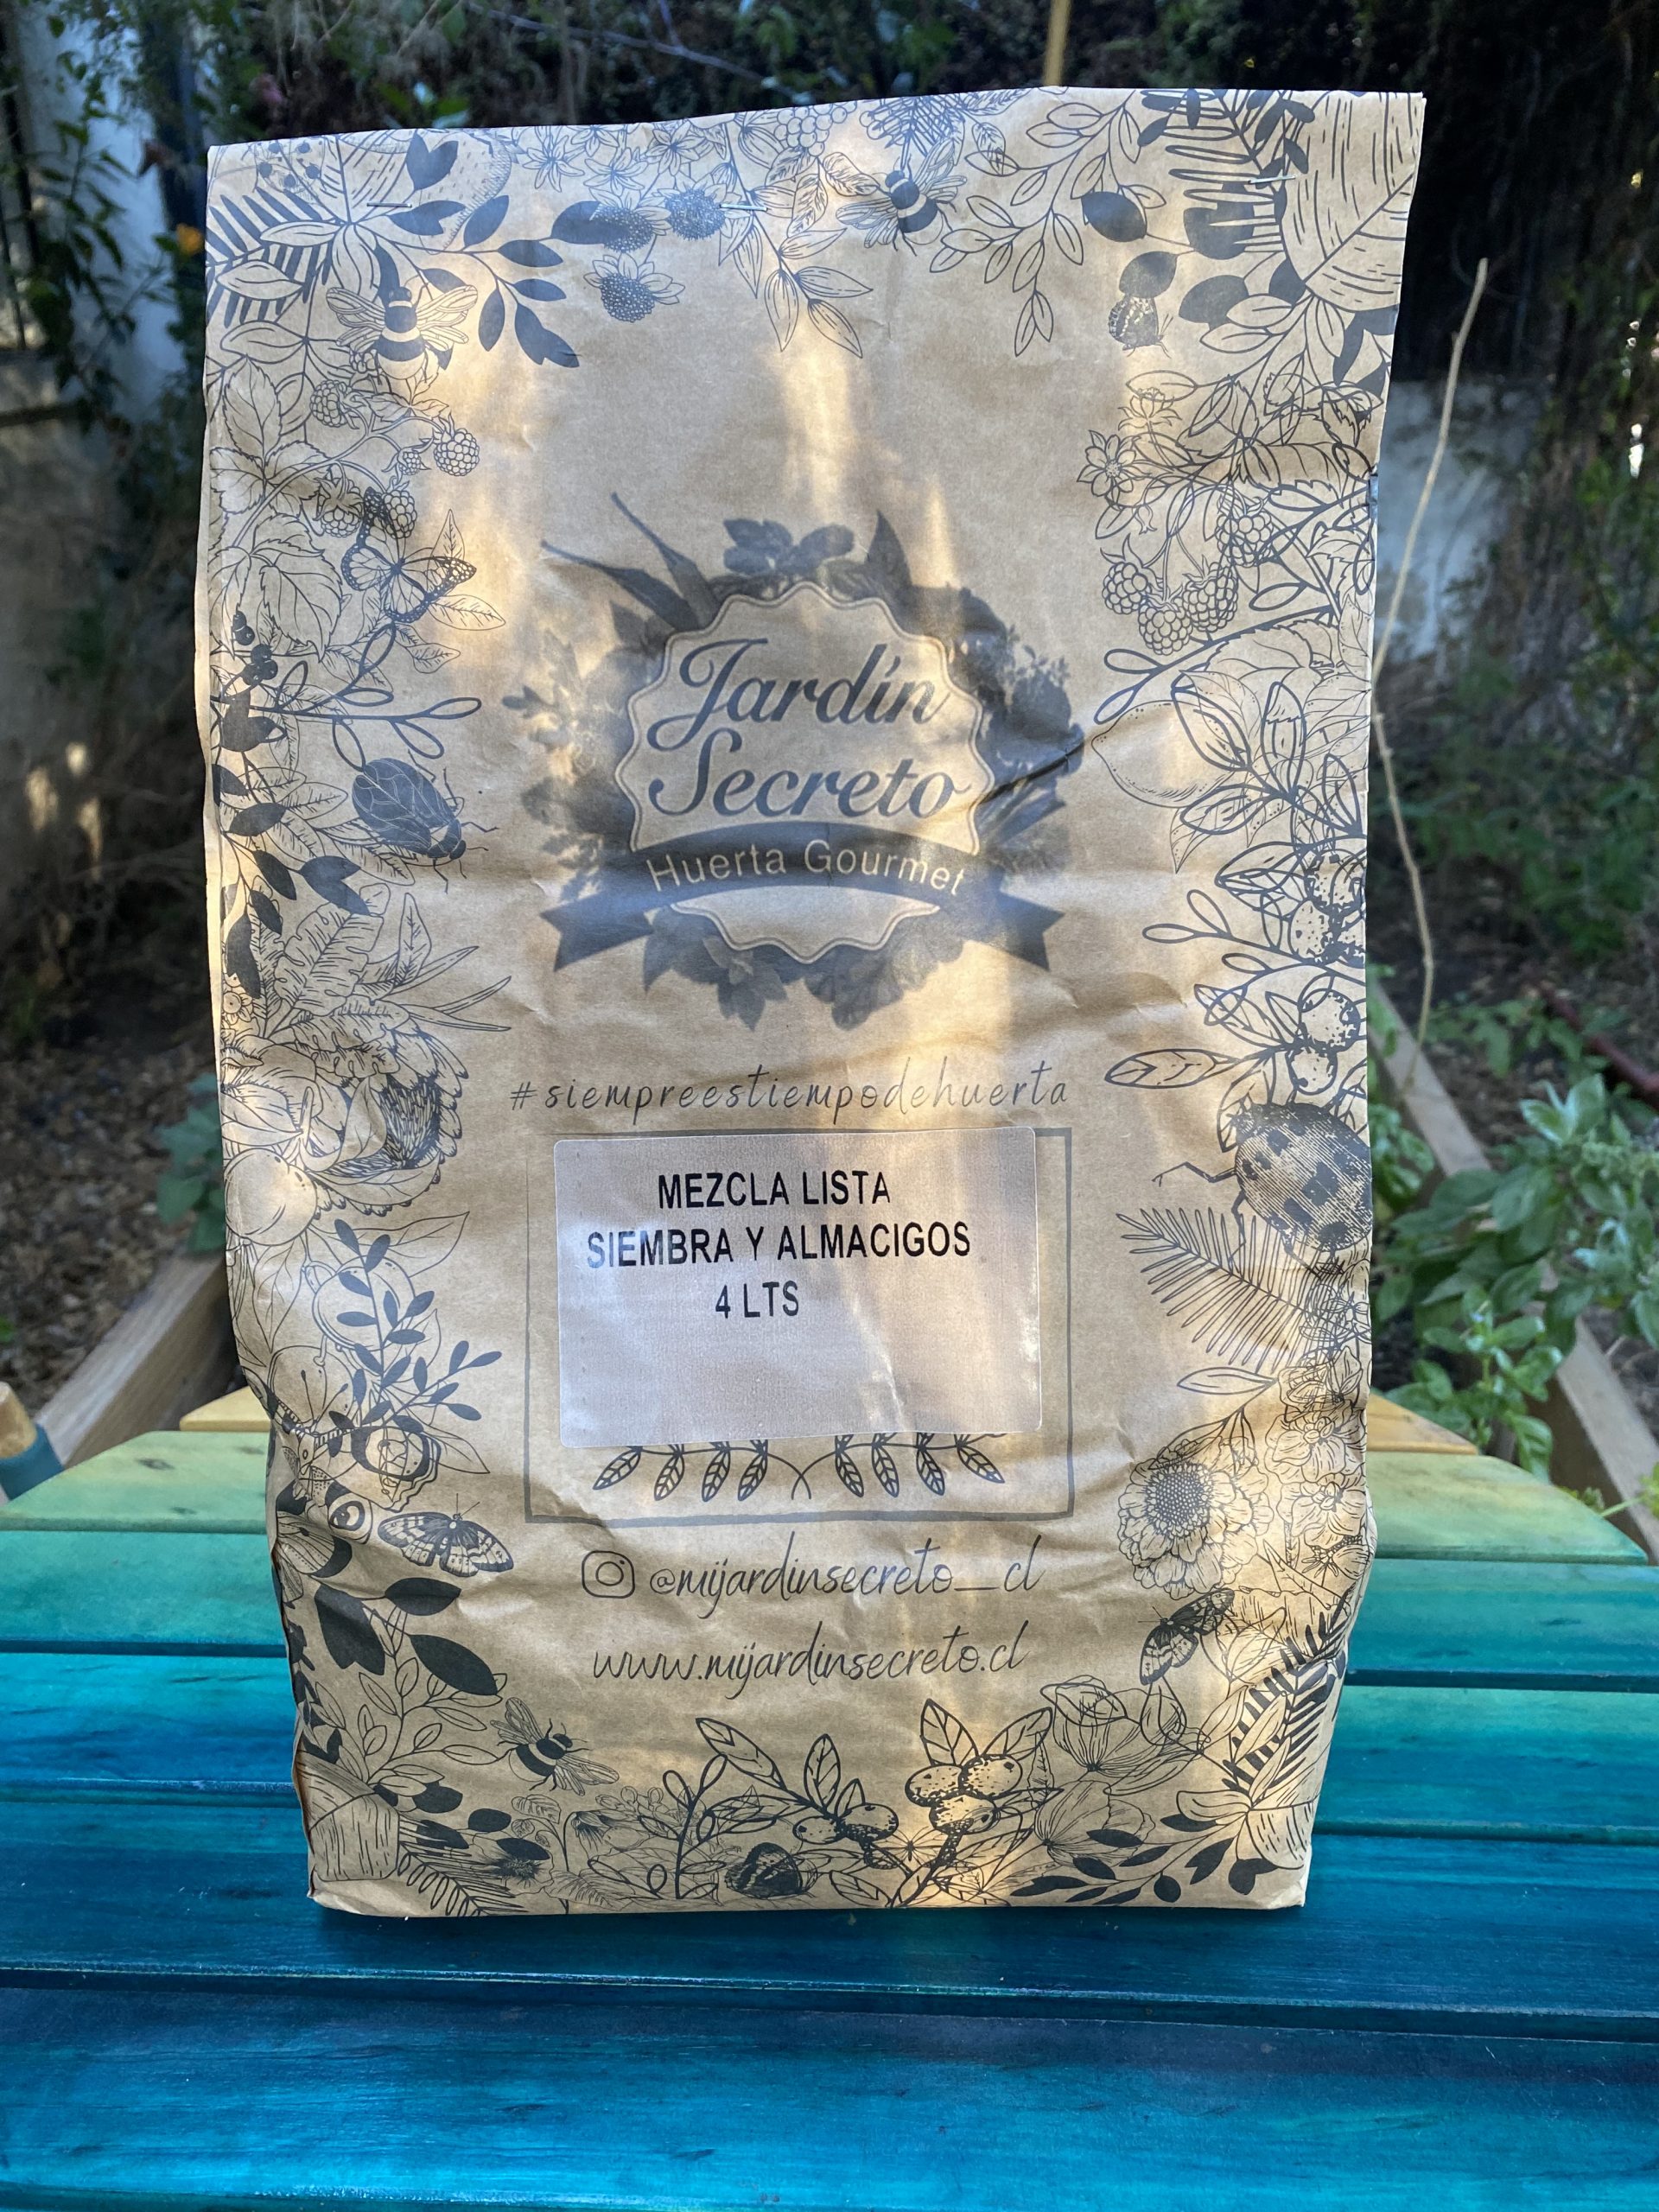 Jardín
Secreto
Huerta Gourmet
#siempreestiempodehuerta
MEZCLA LISTA
SIEMBRA Y ALMACIGOS
4 LTS
@mijardinsecreto_cl
www.mijardinsecreto.cl